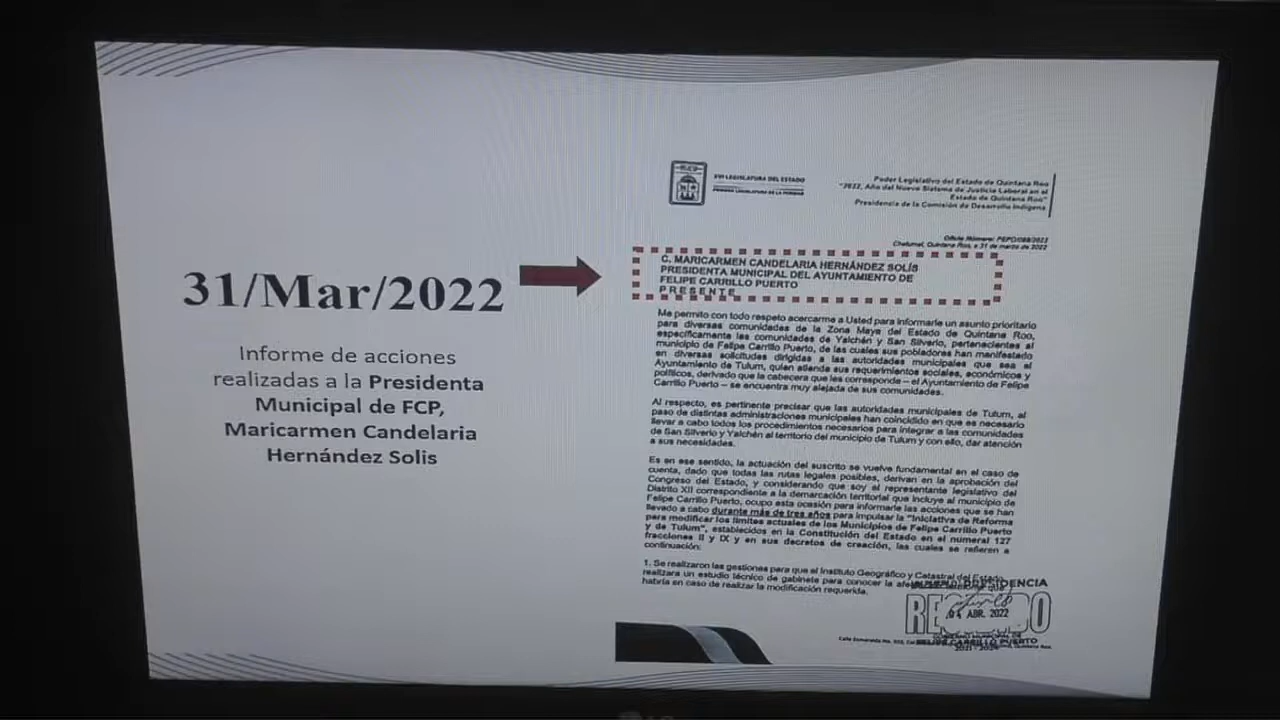 31/Mar/2022
Informe de acciones
realizadas a la Presidenta
Municipal de FCP,
Maricarmen Candelaria
Hernández Solis
XVI LEGISLATURA DEL ESTADO
Poder Legislativo del Estado de Quintana Roo
"2022, Año del Nuevo Sistema de Justicia Laboral en el
Estado de Quintana Roo"
Presidencia de la Comisión de Desarrollo Indígena
Chetumal, Quintana Roo, a 31 de marzo de 2022
C. MARICARMEN CANDELARIA HERNÁNDEZ SOLÍS
PRESIDENTA MUNICIPAL DEL AYUNTAMIENTO DE
FELIPE CARRILLO PUERTO
P R E S E N T E
Me permito con todo respeto acercarme a Usted para informarle un asunto prioritario
para diversas comunidades de la Zona Maya del Estado de Quintana Roo,
específicamente las comunidades de Yalchén y San Silverio, pertenecientes al
municipio de Felipe Carrillo Puerto, de las cuales sus pobladores han manifestado
en diversas solicitudes dirigidas a las autoridades municipales que sea el
Ayuntamiento de Tulum, quien atienda sus requerimientos sociales, económicos y
políticos, derivado que la cabecera que les corresponde – el Ayuntamiento de Felipe
Carrillo Puerto – se encuentra muy alejada de sus comunidades.
Al respecto, es pertinente precisar que las autoridades municipales de Tulum, al
paso de distintas administraciones municipales han coincidido en que es necesario
llevar a cabo todos los procedimientos necesarios para integrar a las comunidades
de San Silverio y Yalchén al territorio del municipio de Tulum y con ello, dar atención
a sus necesidades.
Es en ese sentido, la actuación del suscrito se vuelve fundamental en el caso de
cuenta, dado que todas las rutas legales posibles, derivan en la aprobación del
Congreso del Estado, y considerando que soy el representante legislativo del
Distrito XII correspondiente a la demarcación territorial que incluye al municipio de
Felipe Carrillo Puerto, ocupo esta ocasión para informarle las acciones que se han
llevado a cabo durante más de tres años para impulsar la "Iniciativa de Reforma
para modificar los límites actuales de los Municipios de Felipe Carrillo Puerto
y de Tulum", establecidos en la Constitución del Estado en el numeral 127
fracciones II y IX y en sus decretos de creación, las cuales se refieren a
continuación:
1. Se realizaron las gestiones para que el Instituto Geográfico y Catastral del Estado
realizara un estudio técnico de gabinete para conocer la que
habría en caso de realizar la modificación requerida.
PRESIDENCIA
RECIBIDO
04 ABR. 2022
FELIPE CARRILLO PUERTO
2021 - 2024